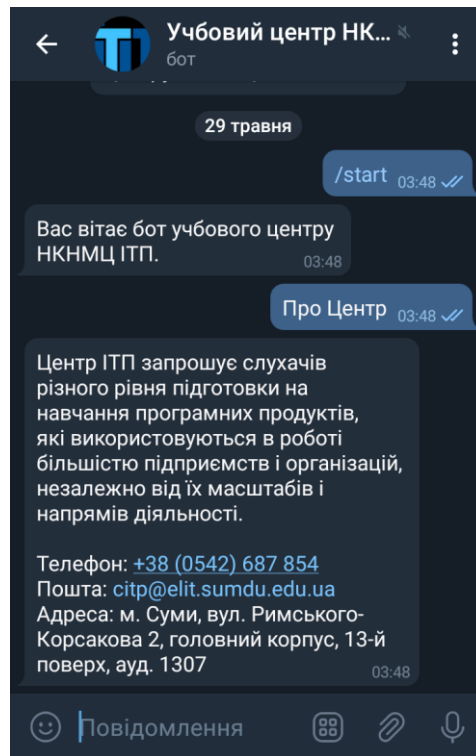 Учбовий центр НК...
бот
29 травня
/start 03:48
Вас вітає бот учбового центру
НКНМЦ ІТП.
03:48
Про Центр 03:48
Центр ІТП запрошує слухачів
різного рівня підготовки на
навчання програмних продуктів,
які використовуються в роботі
більшістю підприємств і організацій,
незалежно від їх масштабів і
напрямів діяльності.
Телефон: +38 (0542) 687 854
Пошта: citp@elit.sumdu.edu.ua
Адреса: м. Суми, вул. Римського-
Корсакова 2, головний корпус, 13-й
поверх, ауд. 1307
03:48
Повідомлення